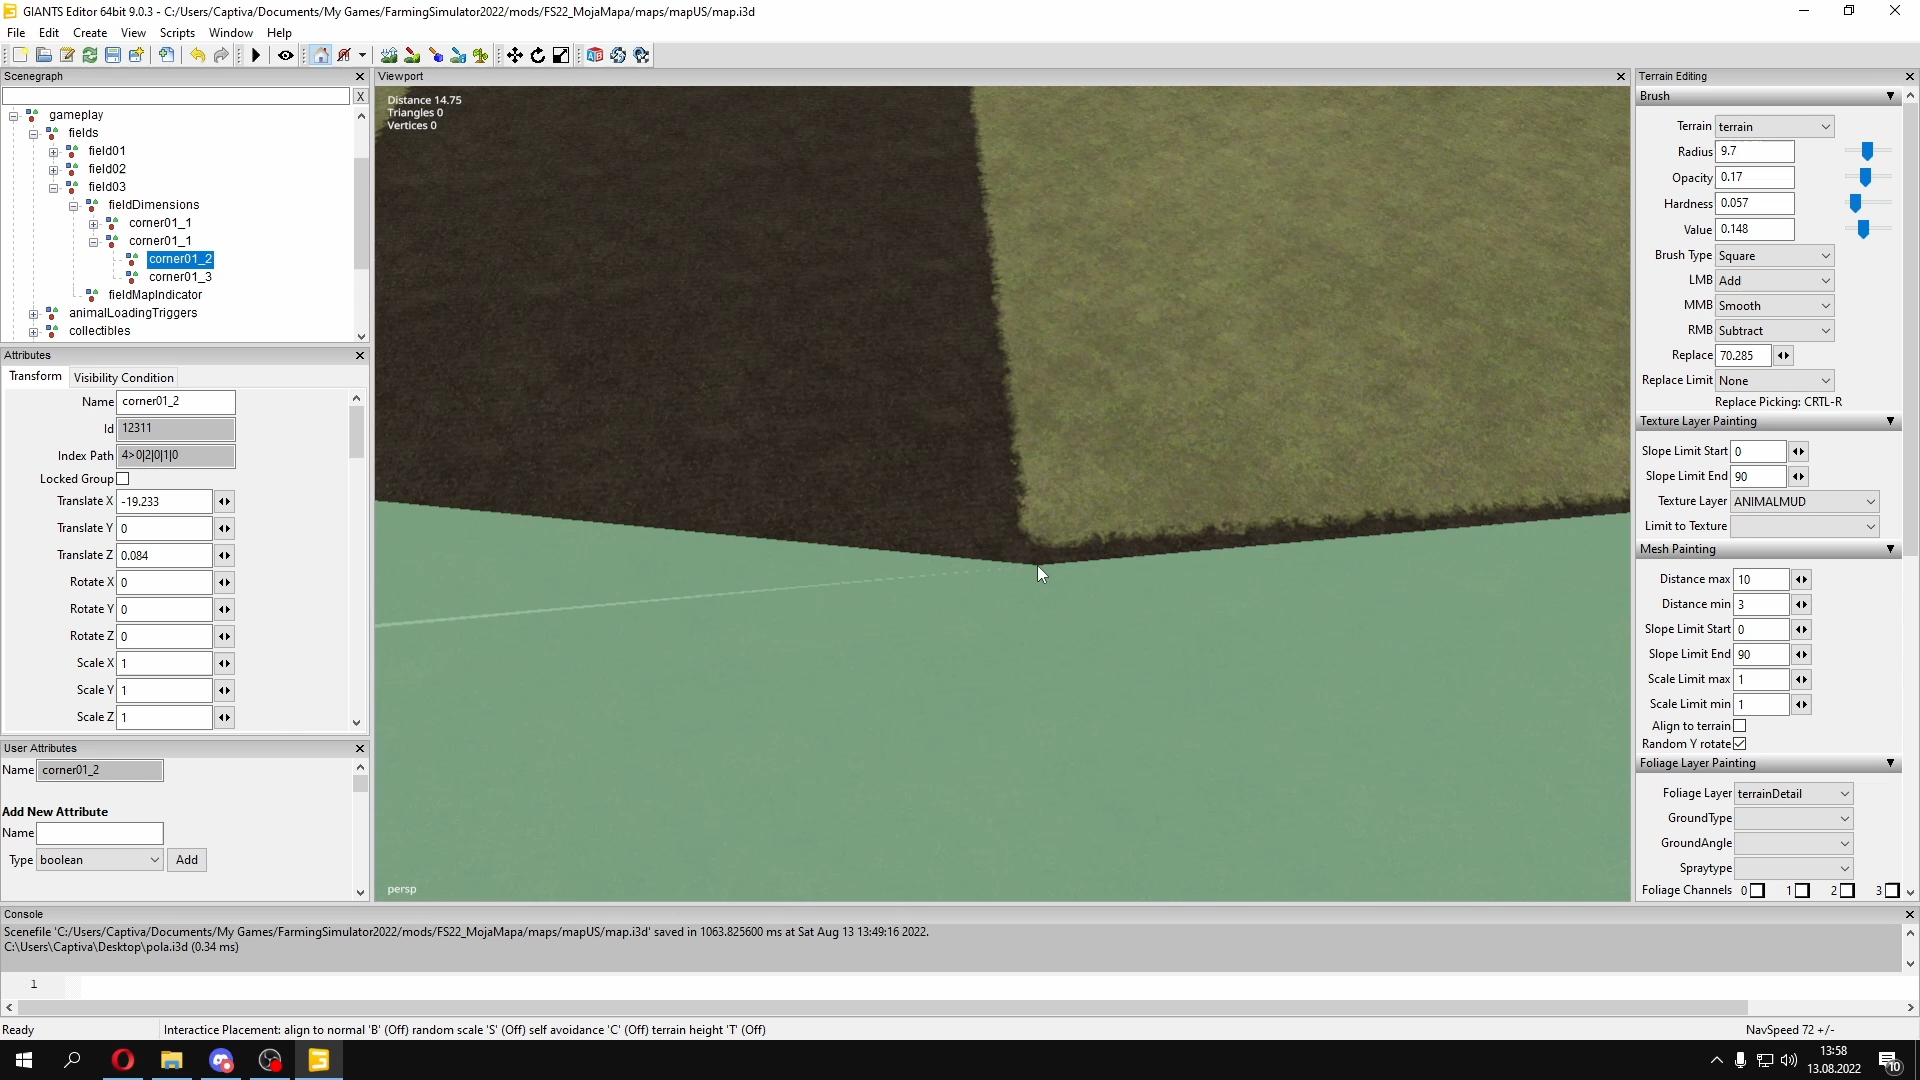 GIANTS Editor 64bit 9.0.3 - C:/Users/Captiva/Documents/My Games/FarmingSimulator2022/mods/FS22_MojaMapa/maps/mapUS/map.i3d
File Edit Create View Scripts Window Help
Scenegraph
X
gameplay
fields
field01
field02
field03
fieldDimensions
corner01_1
corner01_1
corner01_2
corner01_3
fieldMapIndicator
animalLoadingTriggers
collectibles
Attributes
Transform Visibility Condition
Name corner01_2
Id 12311
Index Path 4>0|2|0|1|0
Locked Group
Translate X -19.233
Translate Y 0
Translate Z 0.084
Rotate X 0
Rotate Y 0
Rotate Z 0
Scale X 1
Scale Y 1
Scale Z 1
User Attributes
Name corner01_2
Add New Attribute
Name
Type boolean Add
Viewport
Distance 14.75
Triangles 0
Vertices 0
persp
Terrain Editing
Brush
Terrain terrain
Radius 9.7
Opacity 0.17
Hardness 0.057
Value 0.148
Brush Type Square
LMB Add
MMB Smooth
RMB Subtract
Replace 70.285
Replace Limit None
Replace Picking: CRTL-R
Texture Layer Painting
Slope Limit Start 0
Slope Limit End 90
Texture Layer ANIMALMUD
Limit to Texture
Mesh Painting
Distance max 10
Distance min 3
Slope Limit Start 0
Slope Limit End 90
Scale Limit max 1
Scale Limit min 1
Align to terrain
Random Y rotate
Foliage Layer Painting
Foliage Layer terrainDetail
GroundType
GroundAngle
Spraytype
Foliage Channels 0 1 2 3
Console
Scenefile 'C:/Users/Captiva/Documents/My Games/FarmingSimulator2022/mods/FS22_MojaMapa/maps/mapUS/map.i3d' saved in 1063.825600 ms at Sat Aug 13 13:49:16 2022.
C:\Users\Captiva\Desktop\pola.i3d (0.34 ms)
1
Ready Interactice Placement: align to normal 'B' (Off) random scale 'S' (Off) self avoidance 'C' (Off) terrain height 'T' (Off) NavSpeed 72 +/-
13:58
13.08.2022
10